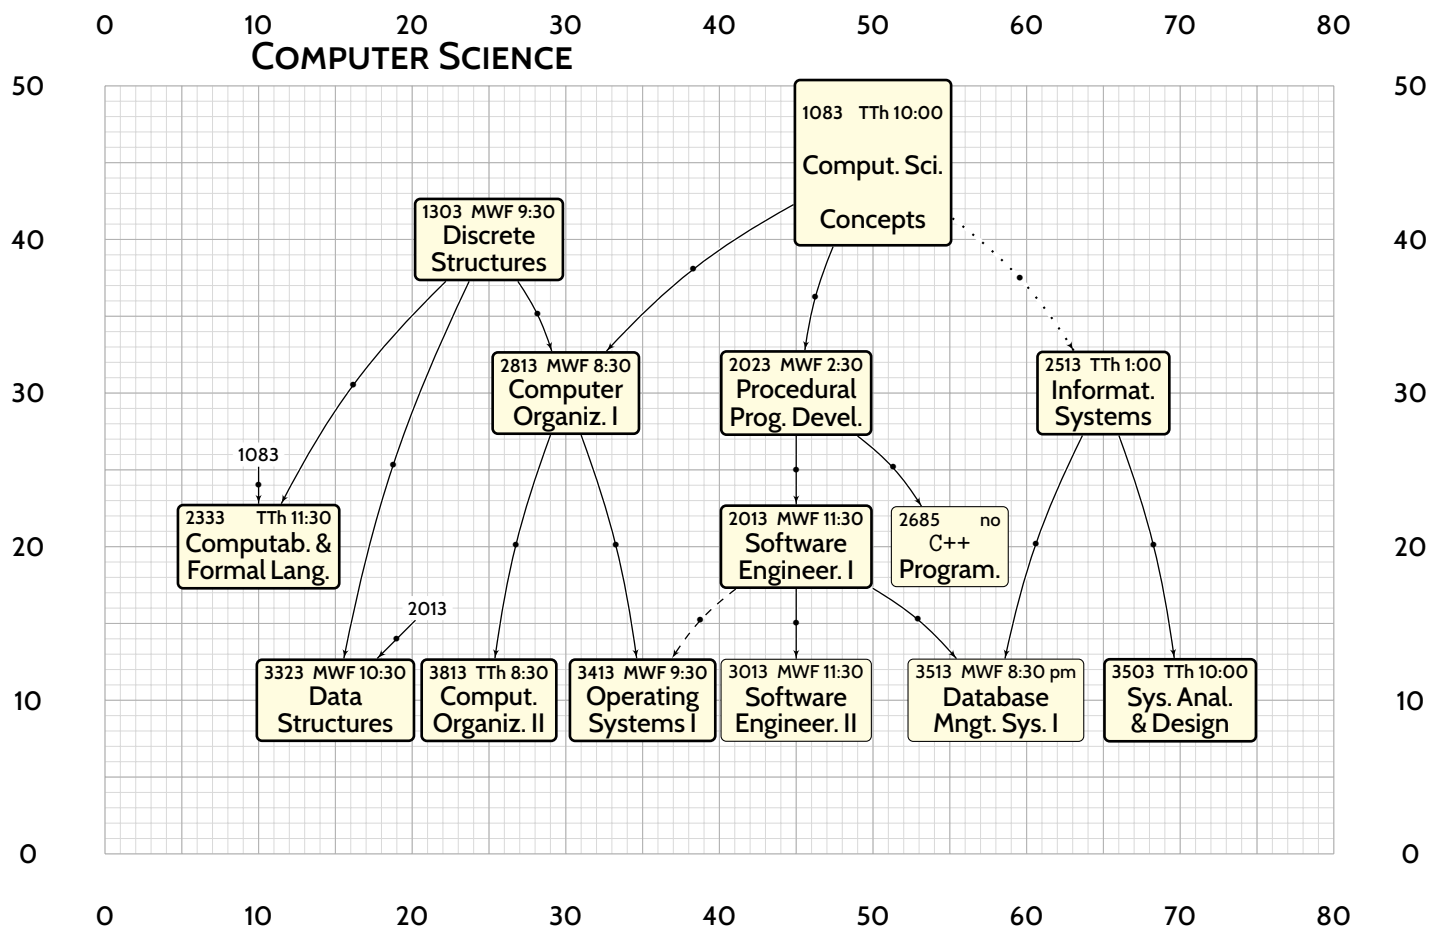 0 10 20 30 40 50 60 70 80
COMPUTER SCIENCE
50 50
1083 TTh 10:00
Comput. Sci.
Concepts
1303 MWF 9:30
Discrete
Structures
40 40
2813 MWF 8:30
Computer
Organiz. I
2023 MWF 2:30
Procedural
Prog. Devel.
2513 TTh 1:00
Informat.
Systems
30 30
1083
2333 TTh 11:30
Computab. &
Formal Lang.
2013 MWF 11:30
Software
Engineer. I
2685 no
C++
Program.
20 20
2013
3323 MWF 10:30
Data
Structures
3813 TTh 8:30
Comput.
Organiz. II
3413 MWF 9:30
Operating
Systems I
3013 MWF 11:30
Software
Engineer. II
3513 MWF 8:30 pm
Database
Mngt. Sys. I
3503 TTh 10:00
Sys. Anal.
& Design
10 10
0 0
0 10 20 30 40 50 60 70 80